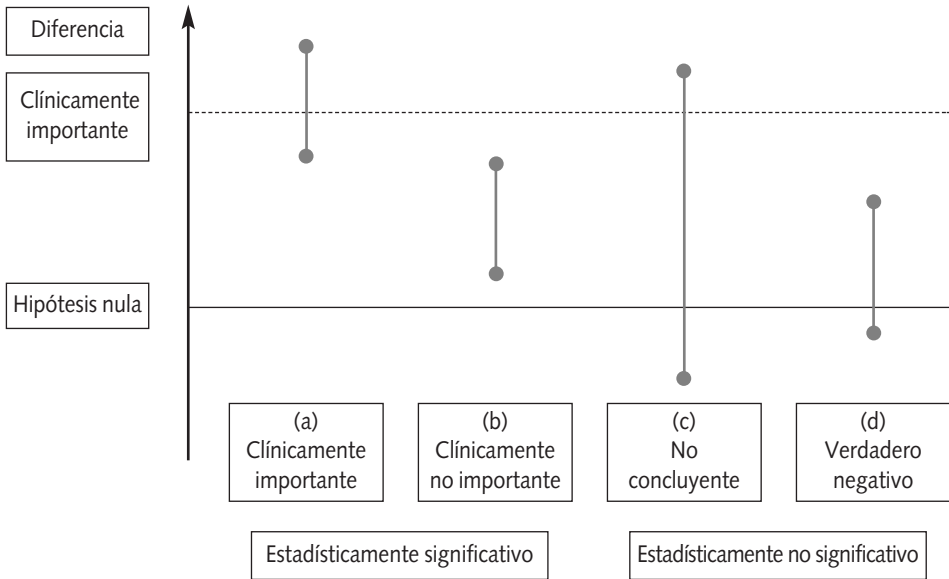 Diferencia
Clínicamente
importante
Hipótesis nula
(a)
Clínicamente
importante
(b)
Clínicamente
no importante
(c)
No
concluyente
(d)
Verdadero
negativo
Estadísticamente significativo
Estadísticamente no significativo